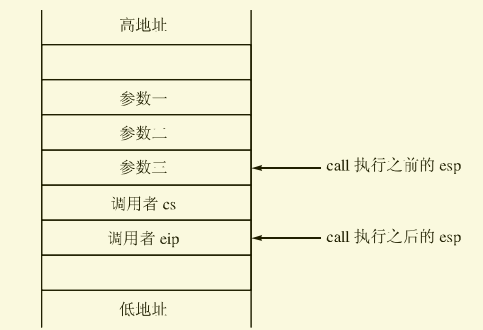 高地址
参数一
参数二
参数三
call 执行之前的 esp
调用者 cs
调用者 eip
call 执行之后的 esp
低地址